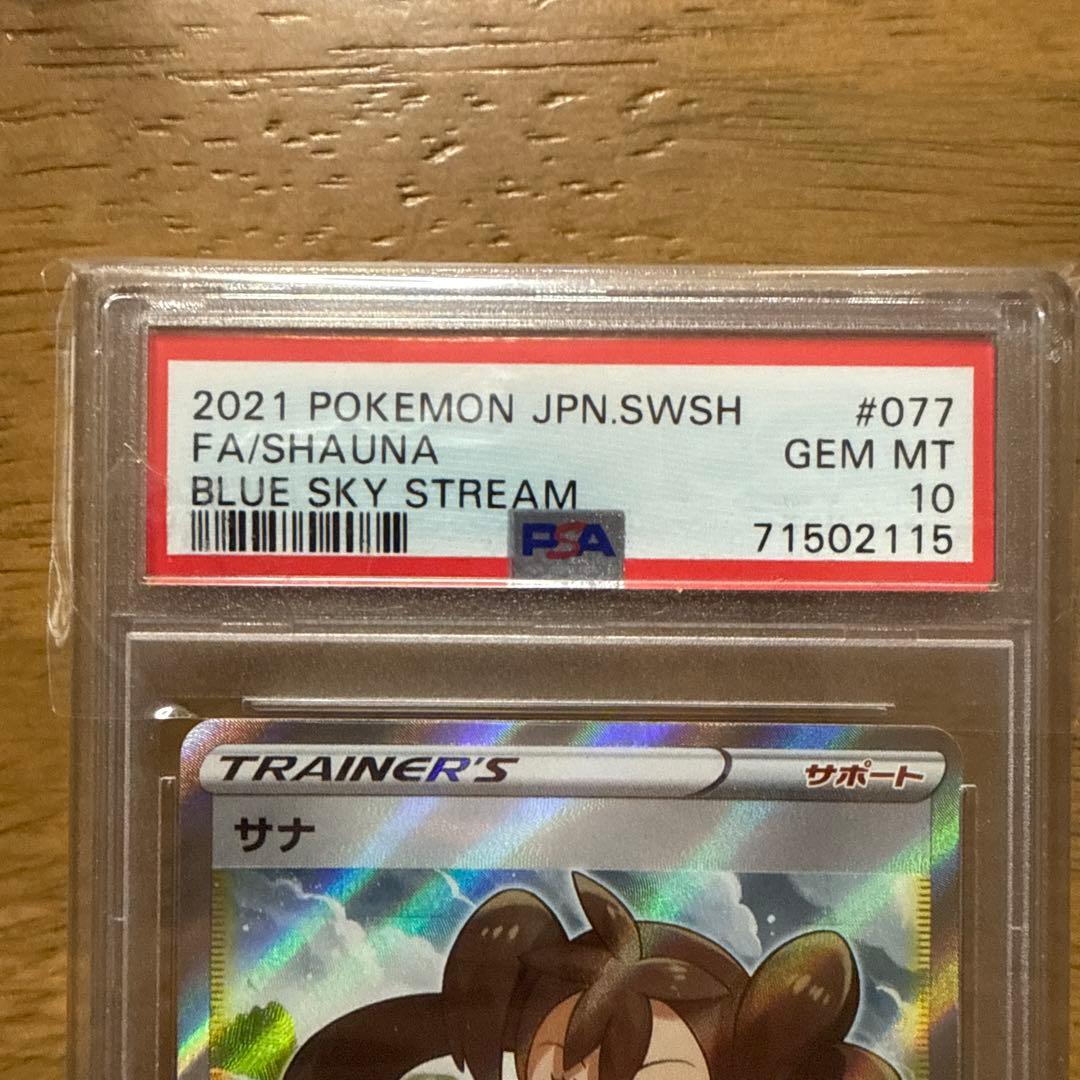 2021 POKEMON JPN.SWSH #077
FA/SHAUNA GEM MT
BLUE SKY STREAM 10
71502115
PSA
TRAINER'S サポート
サナ